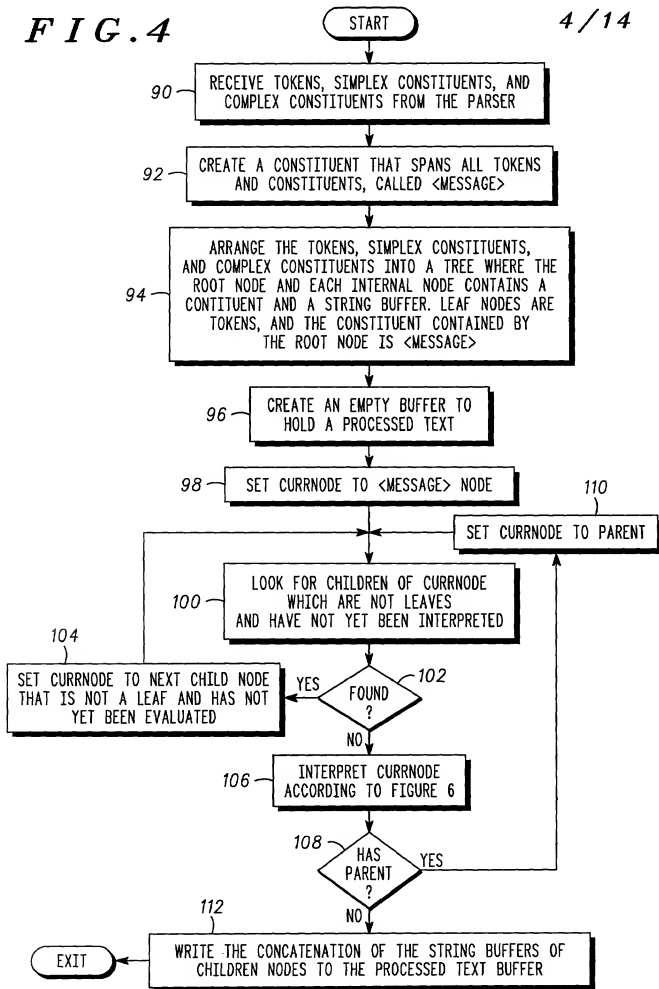 FIG.4
4/14
START
90
RECEIVE TOKENS, SIMPLEX CONSTITUENTS, AND
COMPLEX CONSTITUENTS FROM THE PARSER
92
CREATE A CONSTITUENT THAT SPANS ALL TOKENS
AND CONSTITUENTS, CALLED <MESSAGE>
94
ARRANGE THE TOKENS, SIMPLEX CONSTITUENTS,
AND COMPLEX CONSTITUENTS INTO A TREE WHERE THE
ROOT NODE AND EACH INTERNAL NODE CONTAINS A
CONTITUENT AND A STRING BUFFER. LEAF NODES ARE
TOKENS, AND THE CONSTITUENT CONTAINED BY
THE ROOT NODE IS <MESSAGE>
96
CREATE AN EMPTY BUFFER TO
HOLD A PROCESSED TEXT
98
SET CURRNODE TO <MESSAGE> NODE
110
SET CURRNODE TO PARENT
100
LOOK FOR CHILDREN OF CURRNODE
WHICH ARE NOT LEAVES
AND HAVE NOT YET BEEN INTERPRETED
104
SET CURRNODE TO NEXT CHILD NODE
THAT IS NOT A LEAF AND HAS NOT
YET BEEN EVALUATED
YES
102
FOUND
?
NO
106
INTERPRET CURRNODE
ACCORDING TO FIGURE 6
108
HAS
PARENT
?
YES
NO
112
WRITE THE CONCATENATION OF THE STRING BUFFERS OF
CHILDREN NODES TO THE PROCESSED TEXT BUFFER
EXIT